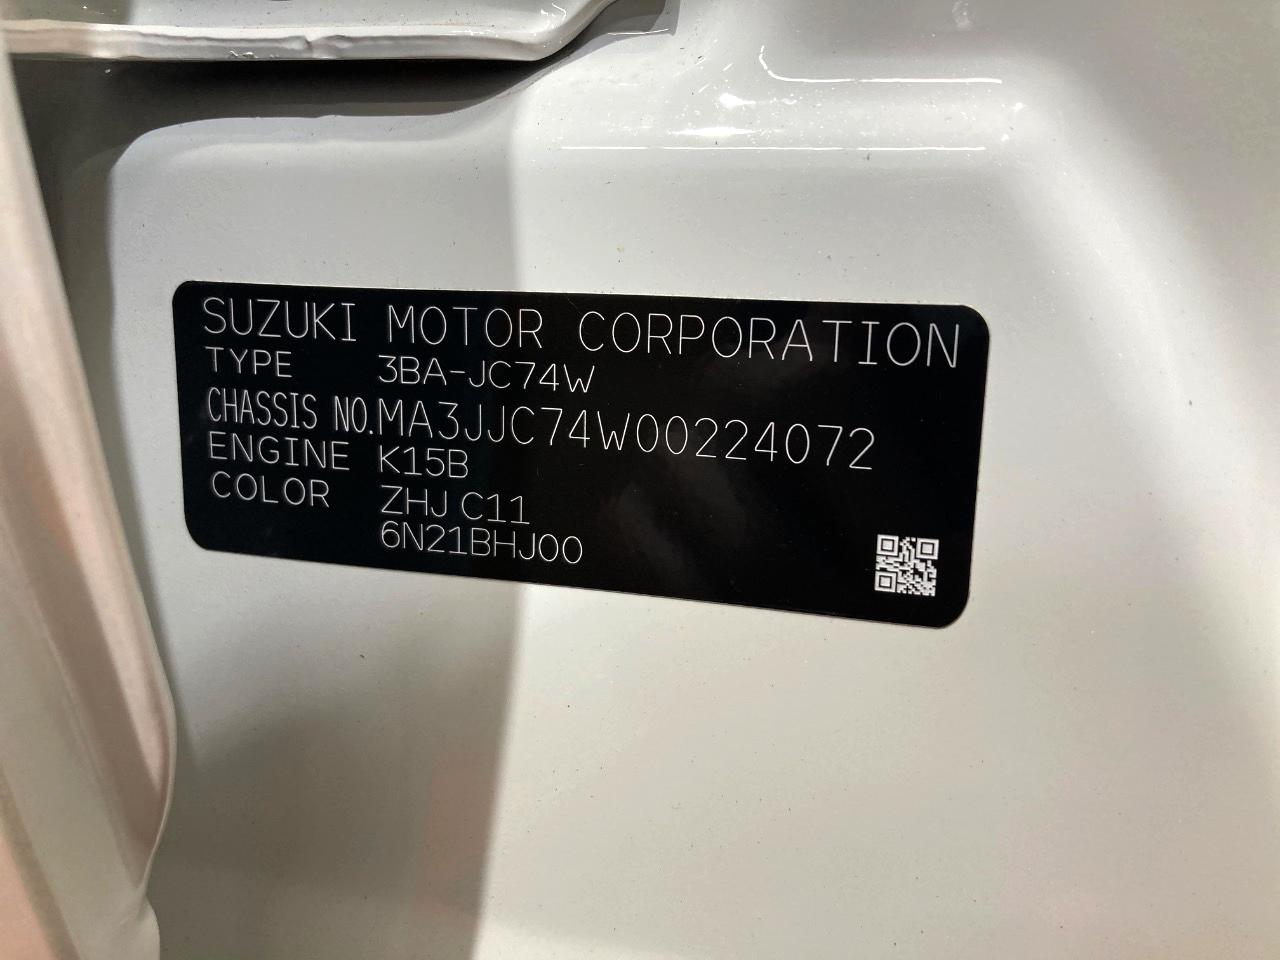 SUZUKI MOTOR CORPORATION
TYPE 3BA-JC74W
CHASSIS NO. MA3JJC74W00224072
ENGINE K15B
COLOR ZHJ C11
6N21BHJ00